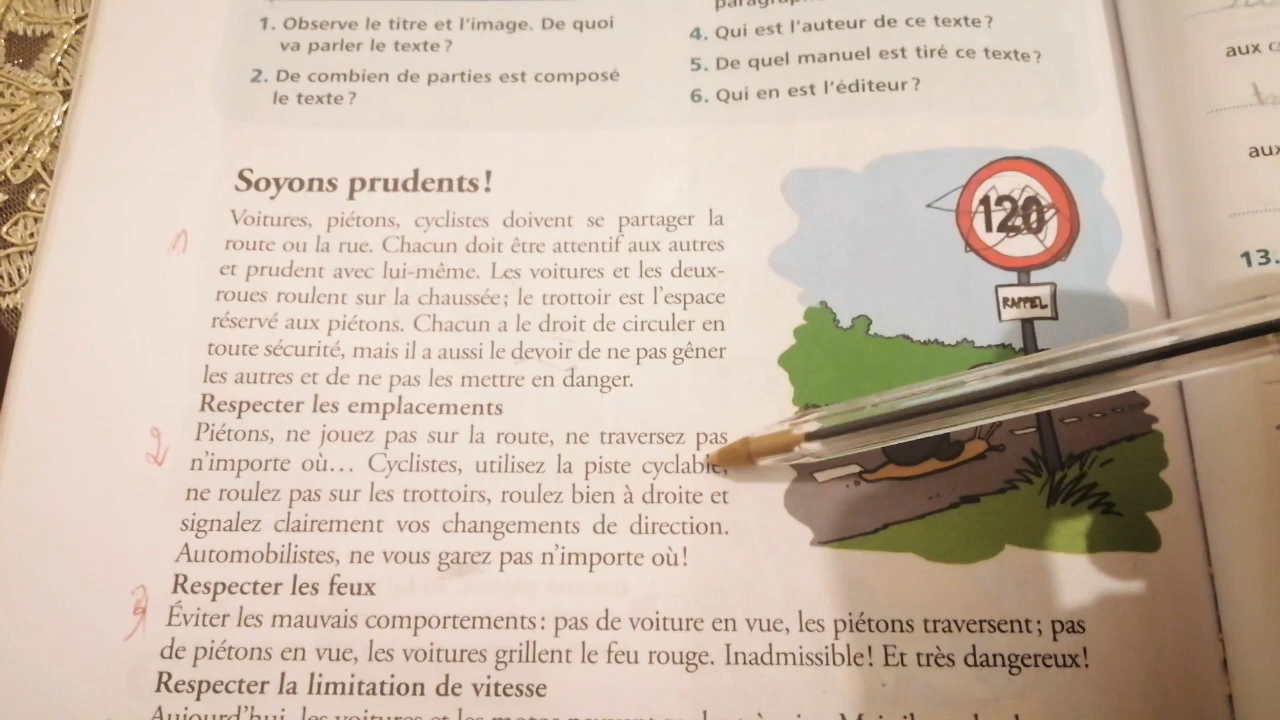 1. Observe le titre et l'image. De quoi
va parler le texte ?
2. De combien de parties est composé
le texte ?
4. Qui est l'auteur de ce texte ?
5. De quel manuel est tiré ce texte ?
6. Qui en est l'éditeur ?
aux
aux
13.
Soyons prudents !
1
Voitures, piétons, cyclistes doivent se partager la
route ou la rue. Chacun doit être attentif aux autres
et prudent avec lui-même. Les voitures et les deux-
roues roulent sur la chaussée ; le trottoir est l'espace
réservé aux piétons. Chacun a le droit de circuler en
toute sécurité, mais il a aussi le devoir de ne pas gêner
les autres et de ne pas les mettre en danger.
Respecter les emplacements
2
Piétons, ne jouez pas sur la route, ne traversez pas
n'importe où... Cyclistes, utilisez la piste cyclable,
ne roulez pas sur les trottoirs, roulez bien à droite et
signalez clairement vos changements de direction.
Automobilistes, ne vous garez pas n'importe où !
Respecter les feux
3
Éviter les mauvais comportements : pas de voiture en vue, les piétons traversent ; pas
de piétons en vue, les voitures grillent le feu rouge. Inadmissible ! Et très dangereux !
Respecter la limitation de vitesse
Aujourd'hui, les voitures et les motos
120
RAPPEL